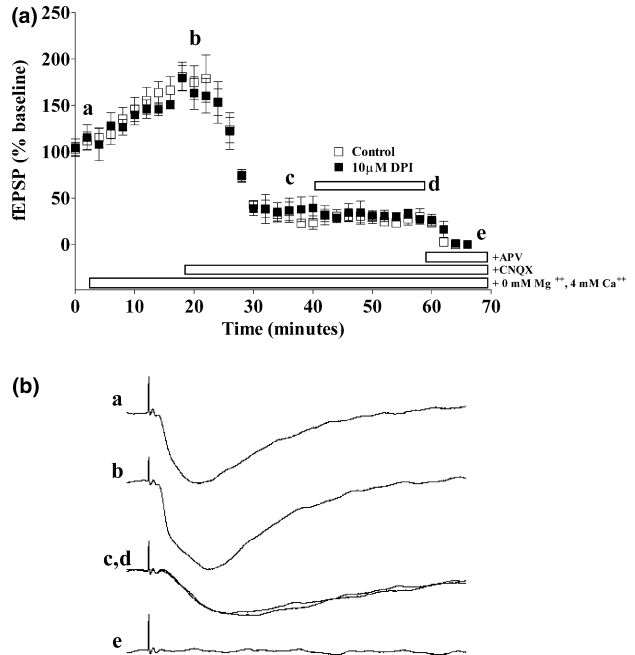 (a)
250
200
150
100
50
0
fEPSP (% baseline)
a
b
Control
10μM DPI
c
d
e
+APV
+CNQX
+ 0 mM Mg ++, 4 mM Ca++
0 10 20 30 40 50 60 70
Time (minutes)
(b)
a
b
c,d
e